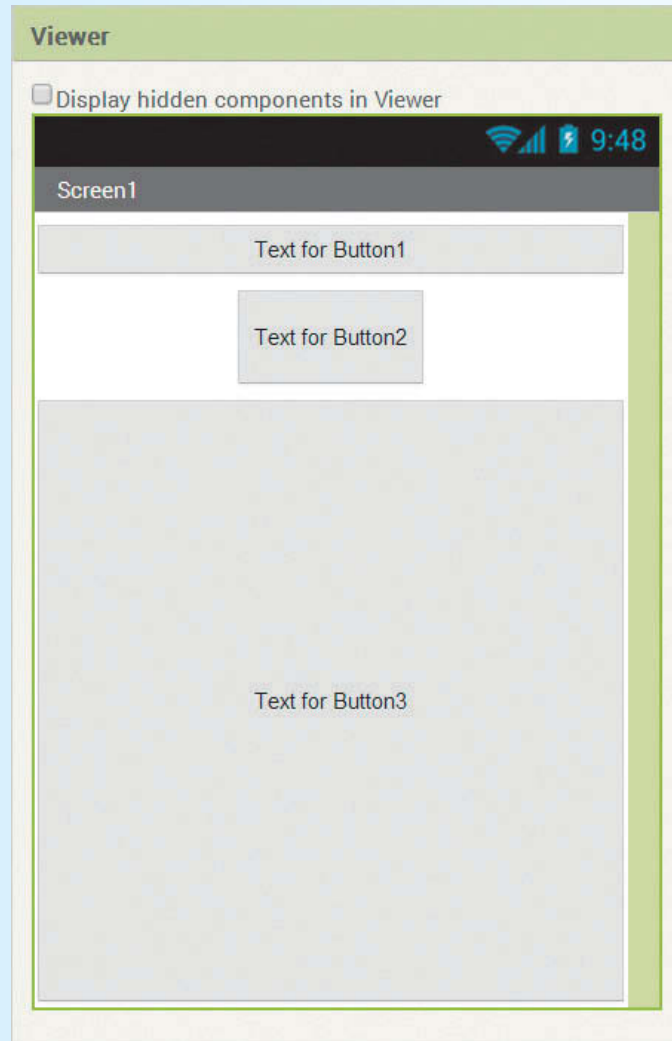 Viewer
Display hidden components in Viewer
9:48
Screen1
Text for Button1
Text for Button2
Text for Button3